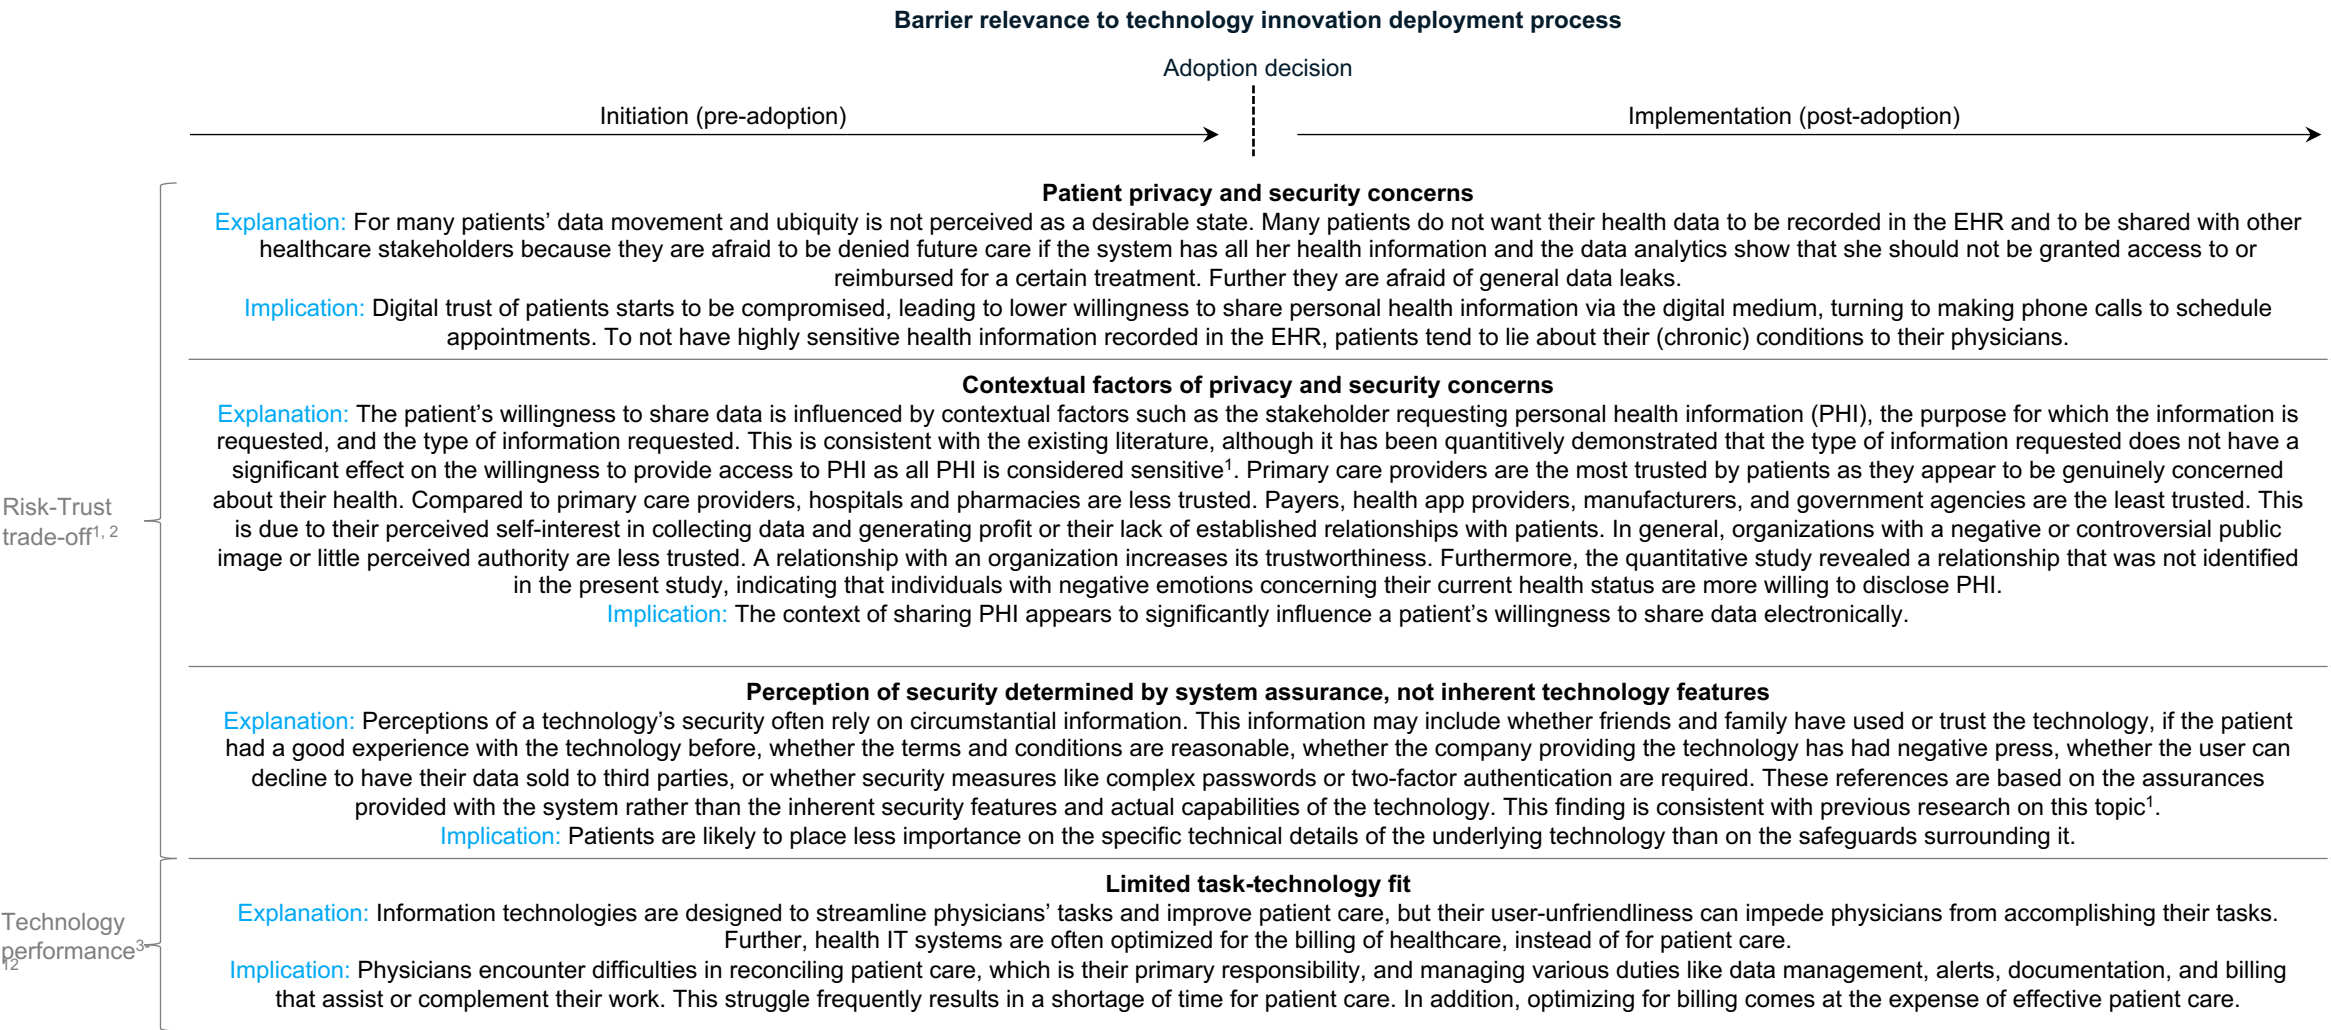 Barrier relevance to technology innovation deployment process
Adoption decision
Initiation (pre-adoption)
Implementation (post-adoption)
Risk-Trust
trade-off1, 2
Patient privacy and security concerns
Explanation: For many patients’ data movement and ubiquity is not perceived as a desirable state. Many patients do not want their health data to be recorded in the EHR and to be shared with other
healthcare stakeholders because they are afraid to be denied future care if the system has all her health information and the data analytics show that she should not be granted access to or
reimbursed for a certain treatment. Further they are afraid of general data leaks.
Implication: Digital trust of patients starts to be compromised, leading to lower willingness to share personal health information via the digital medium, turning to making phone calls to schedule
appointments. To not have highly sensitive health information recorded in the EHR, patients tend to lie about their (chronic) conditions to their physicians.
Contextual factors of privacy and security concerns
Explanation: The patient’s willingness to share data is influenced by contextual factors such as the stakeholder requesting personal health information (PHI), the purpose for which the information is
requested, and the type of information requested. This is consistent with the existing literature, although it has been quantitively demonstrated that the type of information requested does not have a
significant effect on the willingness to provide access to PHI as all PHI is considered sensitive1. Primary care providers are the most trusted by patients as they appear to be genuinely concerned
about their health. Compared to primary care providers, hospitals and pharmacies are less trusted. Payers, health app providers, manufacturers, and government agencies are the least trusted. This
is due to their perceived self-interest in collecting data and generating profit or their lack of established relationships with patients. In general, organizations with a negative or controversial public
image or little perceived authority are less trusted. A relationship with an organization increases its trustworthiness. Furthermore, the quantitative study revealed a relationship that was not identified
in the present study, indicating that individuals with negative emotions concerning their current health status are more willing to disclose PHI.
Implication: The context of sharing PHI appears to significantly influence a patient’s willingness to share data electronically.
Perception of security determined by system assurance, not inherent technology features
Explanation: Perceptions of a technology’s security often rely on circumstantial information. This information may include whether friends and family have used or trust the technology, if the patient
had a good experience with the technology before, whether the terms and conditions are reasonable, whether the company providing the technology has had negative press, whether the user can
decline to have their data sold to third parties, or whether security measures like complex passwords or two-factor authentication are required. These references are based on the assurances
provided with the system rather than the inherent security features and actual capabilities of the technology. This finding is consistent with previous research on this topic1.
Implication: Patients are likely to place less importance on the specific technical details of the underlying technology than on the safeguards surrounding it.
Technology
performance3-
12
Limited task-technology fit
Explanation: Information technologies are designed to streamline physicians’ tasks and improve patient care, but their user-unfriendliness can impede physicians from accomplishing their tasks.
Further, health IT systems are often optimized for the billing of healthcare, instead of for patient care.
Implication: Physicians encounter difficulties in reconciling patient care, which is their primary responsibility, and managing various duties like data management, alerts, documentation, and billing
that assist or complement their work. This struggle frequently results in a shortage of time for patient care. In addition, optimizing for billing comes at the expense of effective patient care.